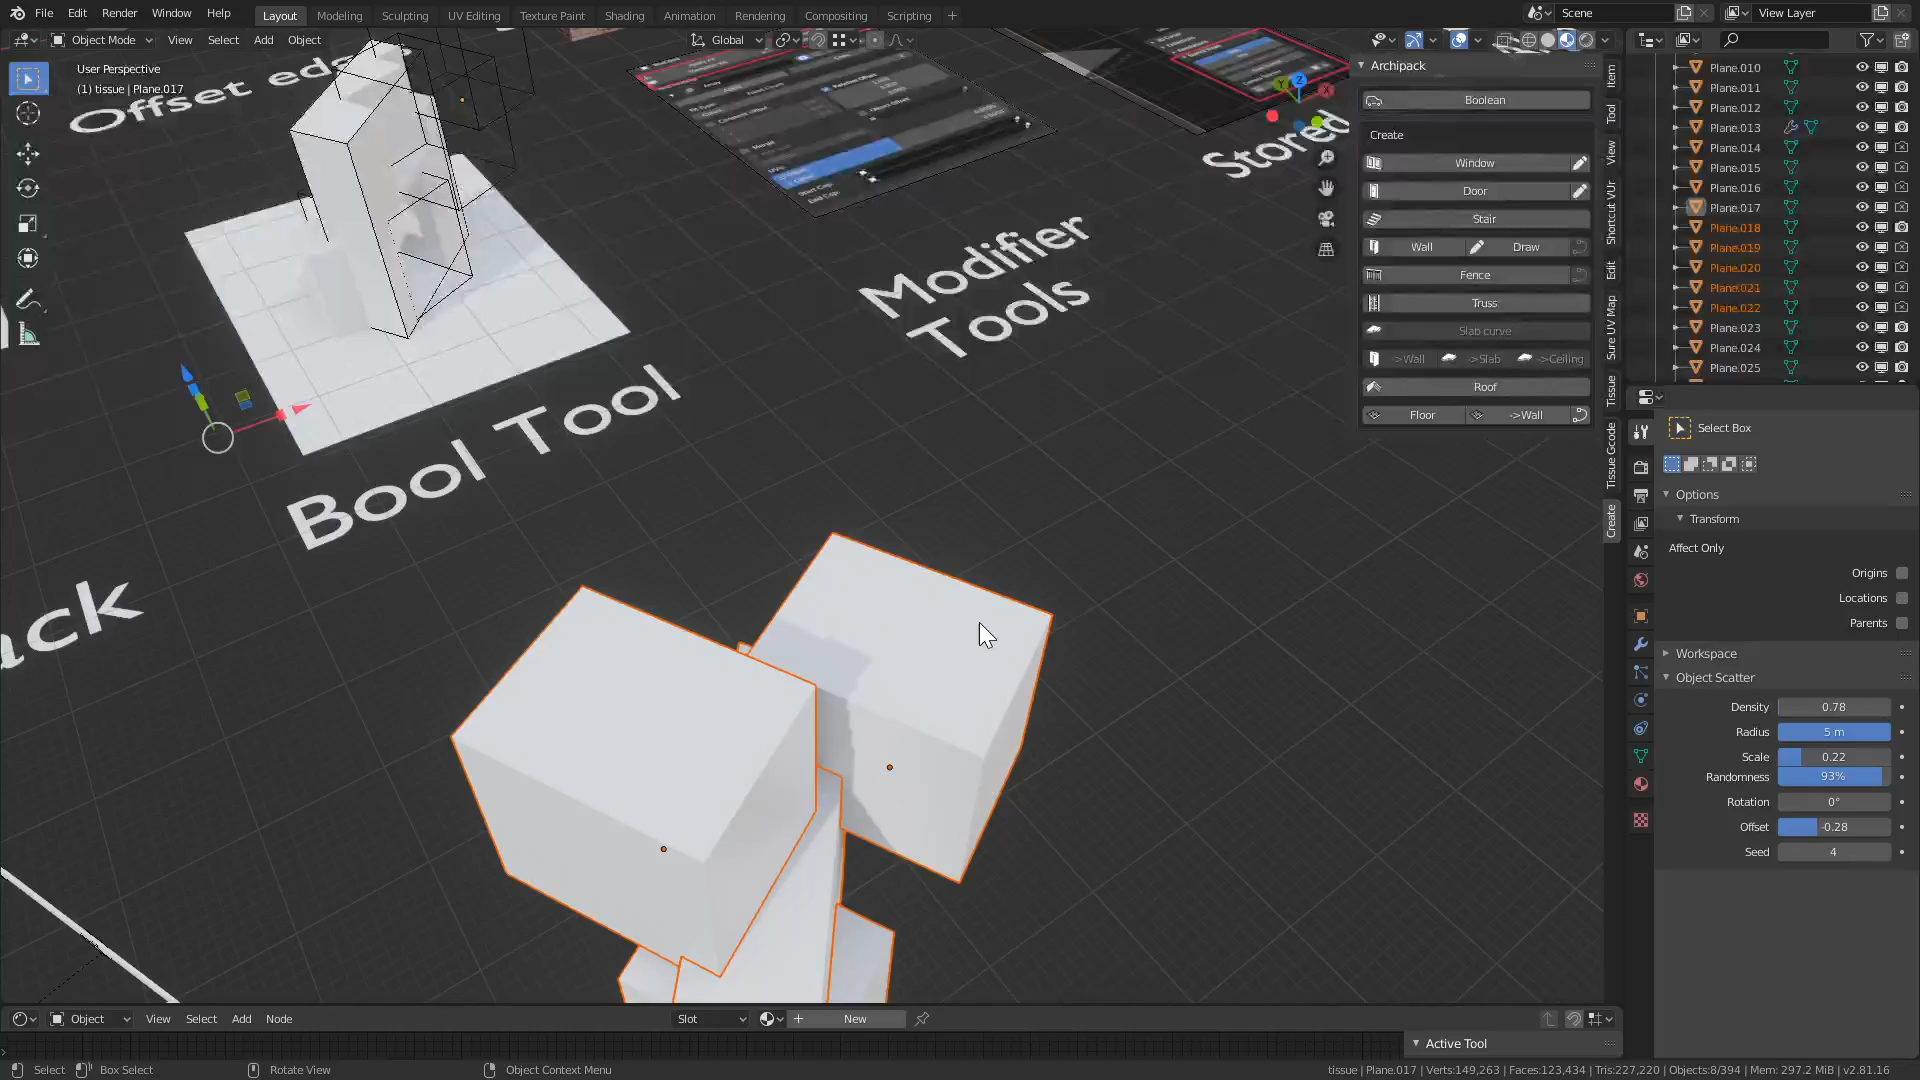 File Edit Render Window Help
Layout Modeling Sculpting UV Editing Texture Paint Shading Animation Rendering Compositing Scripting +
Scene
View Layer
Object Mode View Select Add Object
Global
User Perspective
(1) tissue | Plane.017
Bool Tool
Modifier
Tools
Stored
ack
Archipack
Boolean
Create
Window
Door
Stair
Wall Draw
Fence
Truss
Slab curve
->Wall ->Slab ->Ceiling
Roof
Floor ->Wall
Item
Tool
View
Shortcut VUr
Edit
Sure UV Map
Tissue
Tissue Gcode
Create
Plane.010
Plane.011
Plane.012
Plane.013
Plane.014
Plane.015
Plane.016
Plane.017
Plane.018
Plane.019
Plane.020
Plane.021
Plane.022
Plane.023
Plane.024
Plane.025
Select Box
Options
Transform
Affect Only
Origins
Locations
Parents
Workspace
Object Scatter
Density 0.78
Radius 5 m
Scale 0.22
Randomness 93%
Rotation 0°
Offset -0.28
Seed 4
Object View Select Add Node
Slot
New
Active Tool
Select Box Select Rotate View Object Context Menu
tissue | Plane.017 | Verts:149,263 | Faces:123,434 | Tris:227,220 | Objects:8/394 | Mem: 297.2 MiB | v2.81.16